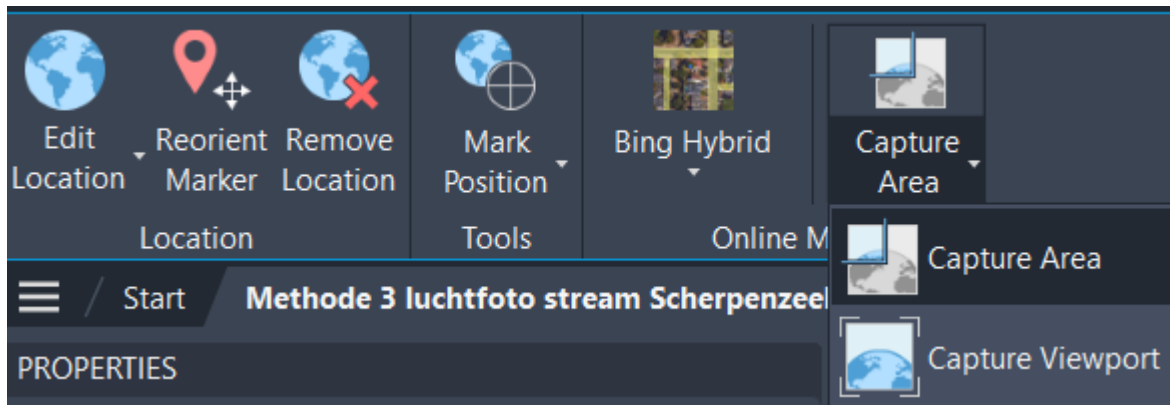 Edit
Location
Reorient
Marker
Remove
Location
Mark
Position
Bing Hybrid
Capture
Area
Location
Tools
Online M
Capture Area
Start
Methode 3 luchtfoto stream Scherpenzeel
Capture Viewport
PROPERTIES